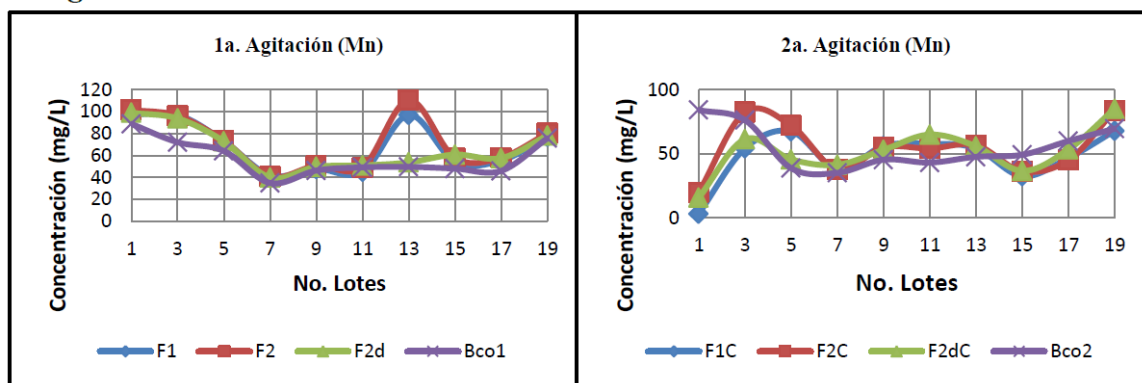 1a. Agitación (Mn)
Concentración (mg/L)
120
100
80
60
40
20
0
1 3 5 7 9 11 13 15 17 19
No. Lotes
F1 F2 F2d Bco1
2a. Agitación (Mn)
Concentración (mg/L)
100
50
0
1 3 5 7 9 11 13 15 17 19
No. Lotes
F1C F2C F2dC Bco2